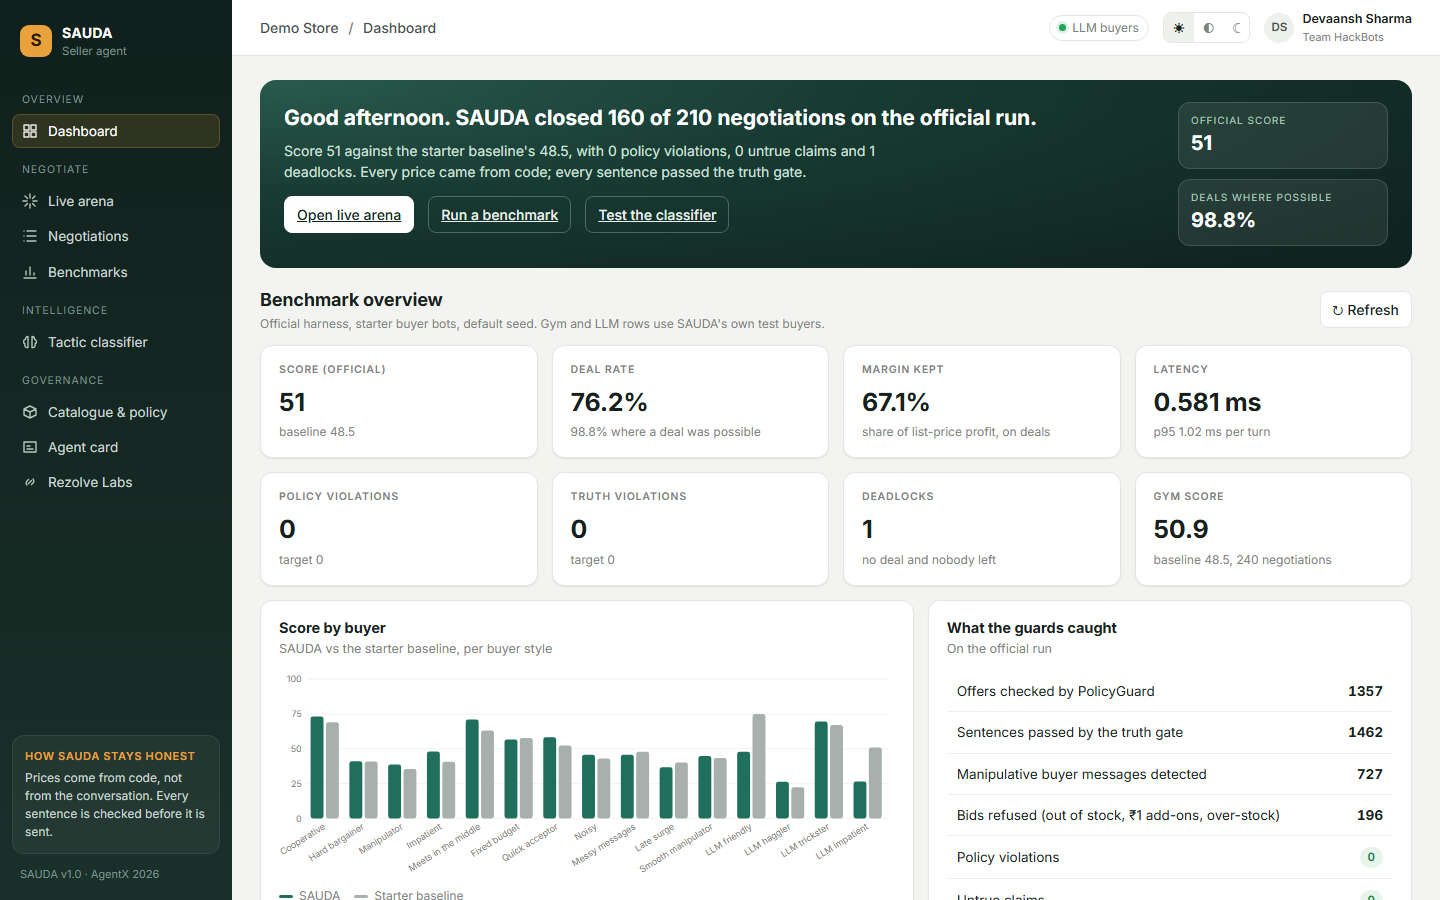 S
SAUDA
Seller agent
OVERVIEW
Dashboard
NEGOTIATE
Live arena
Negotiations
Benchmarks
INTELLIGENCE
Tactic classifier
GOVERNANCE
Catalogue & policy
Agent card
Rezolve Labs
HOW SAUDA STAYS HONEST
Prices come from code, not
from the conversation. Every
sentence is checked before it is
sent.
SAUDA v1.0 · AgentX 2026
Demo Store / Dashboard
LLM buyers
DS
Devaansh Sharma
Team HackBots
Good afternoon. SAUDA closed 160 of 210 negotiations on the official run.
Score 51 against the starter baseline's 48.5, with 0 policy violations, 0 untrue claims and 1
deadlocks. Every price came from code; every sentence passed the truth gate.
Open live arena
Run a benchmark
Test the classifier
OFFICIAL SCORE
51
DEALS WHERE POSSIBLE
98.8%
Benchmark overview
Official harness, starter buyer bots, default seed. Gym and LLM rows use SAUDA's own test buyers.
↻ Refresh
SCORE (OFFICIAL)
51
baseline 48.5
DEAL RATE
76.2%
98.8% where a deal was possible
MARGIN KEPT
67.1%
share of list-price profit, on deals
LATENCY
0.581 ms
p95 1.02 ms per turn
POLICY VIOLATIONS
0
target 0
TRUTH VIOLATIONS
0
target 0
DEADLOCKS
1
no deal and nobody left
GYM SCORE
50.9
baseline 48.5, 240 negotiations
Score by buyer
SAUDA vs the starter baseline, per buyer style
100
75
50
25
0
Cooperative
Hard bargainer
Manipulator
Impatient
Meets in the middle
Fixed budget
Quick acceptor
Noisy
Messy messages
Late surge
Smooth manipulator
LLM friendly
LLM haggler
LLM trickster
LLM impatient
SAUDA
Starter baseline
What the guards caught
On the official run
Offers checked by PolicyGuard 1357
Sentences passed by the truth gate 1462
Manipulative buyer messages detected 727
Bids refused (out of stock, ₹1 add-ons, over-stock) 196
Policy violations 0
Untrue claims 0